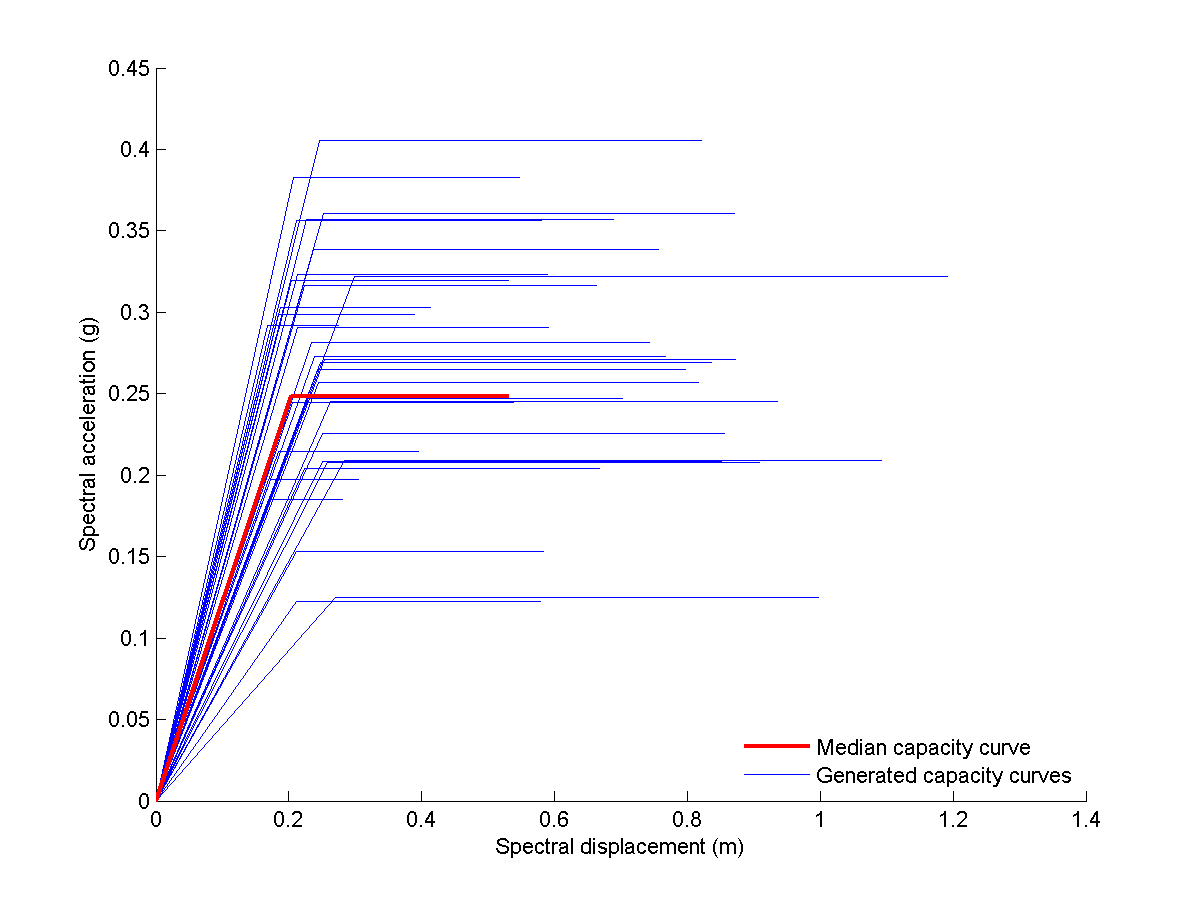 0.45
0.4
0.35
0.3
0.25
0.2
0.15
0.1
0.05
0
Spectral acceleration (g)
Median capacity curve
Generated capacity curves
0 0.2 0.4 0.6 0.8 1 1.2 1.4
Spectral displacement (m)